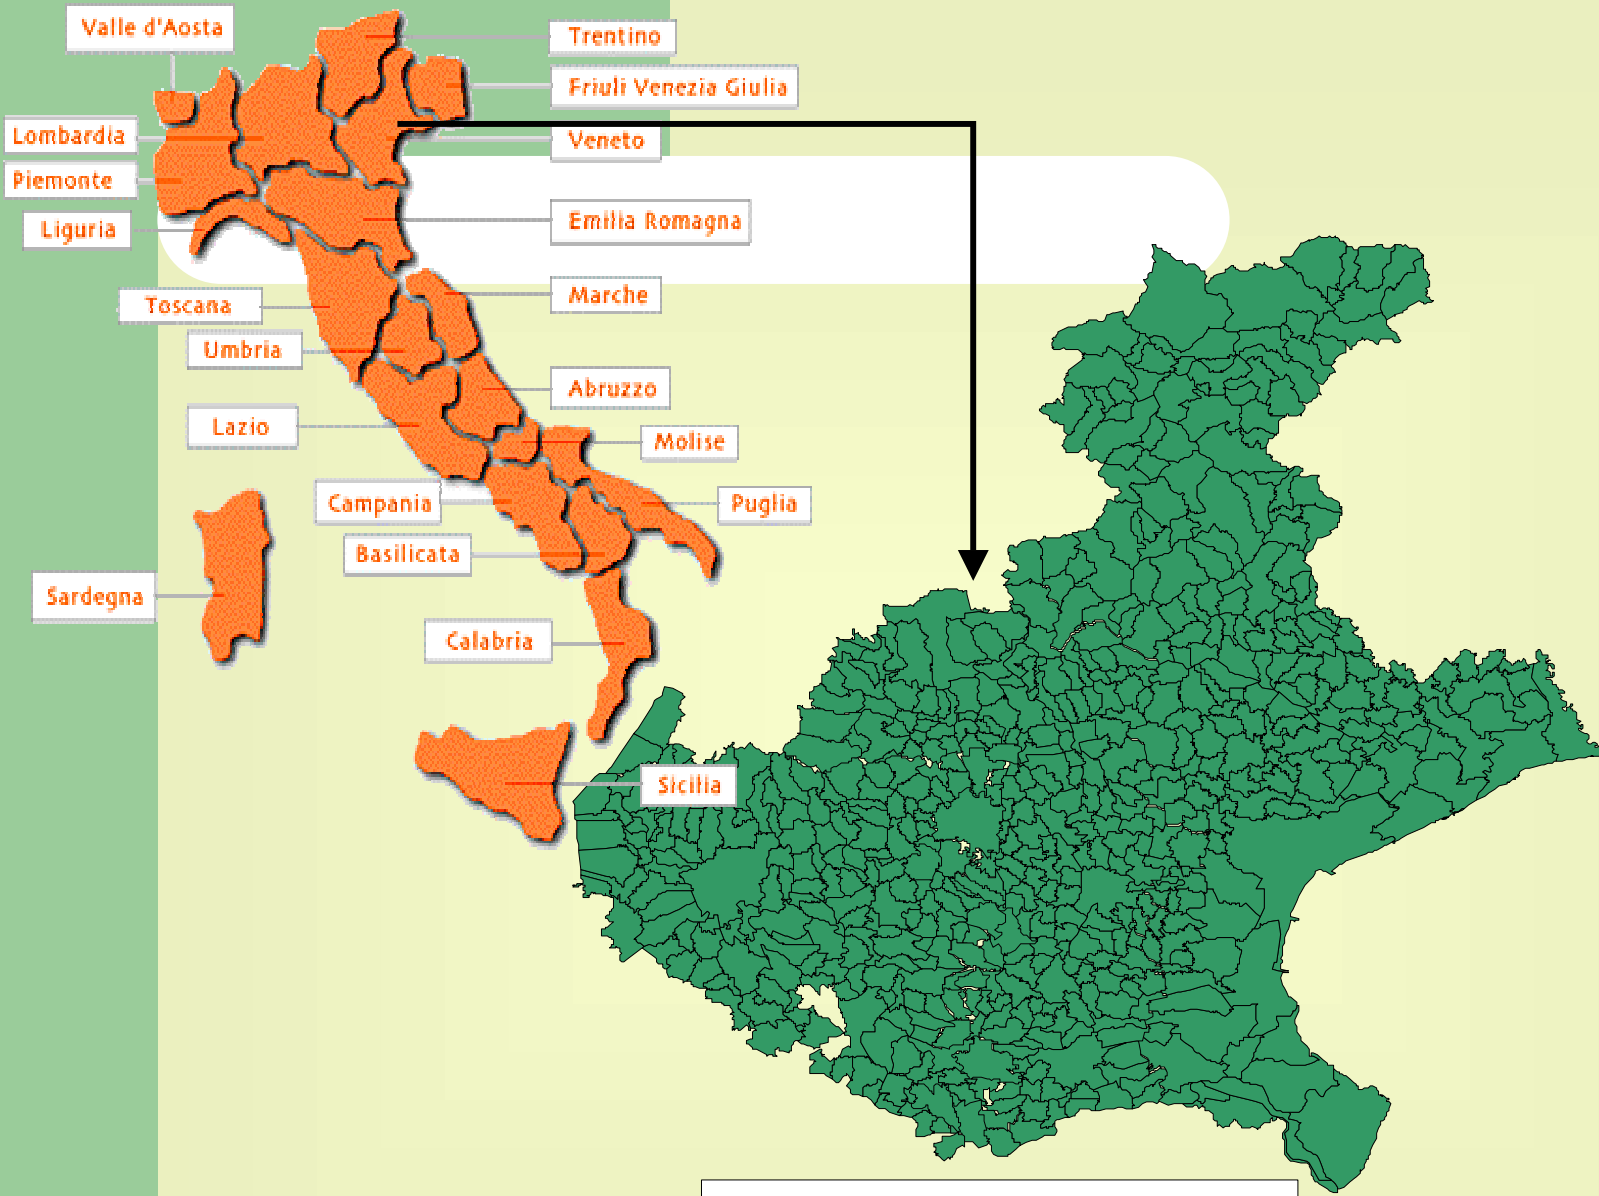 Valle d'Aosta
Trentino
Friuli Venezia Giulia
Lombardia
Veneto
Piemonte
Liguria
Emilia Romagna
Marche
Toscana
Umbria
Abruzzo
Lazio
Molise
Campania
Puglia
Basilicata
Sardegna
Calabria
Sicilia